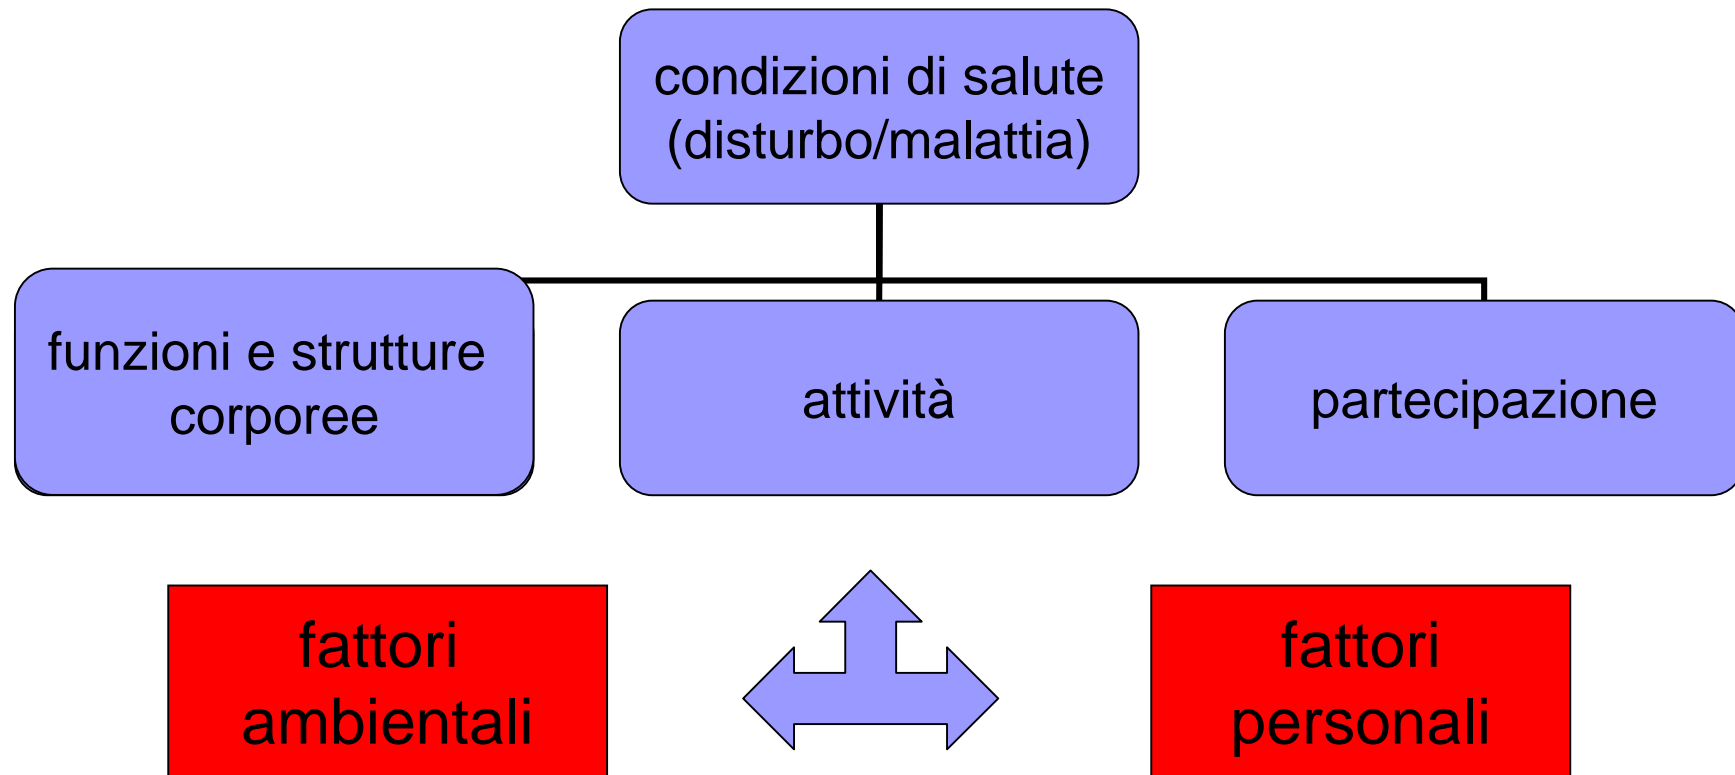 condizioni di salute
(disturbo/malattia)
funzioni e strutture
corporee
attività
partecipazione
fattori
ambientali
fattori
personali